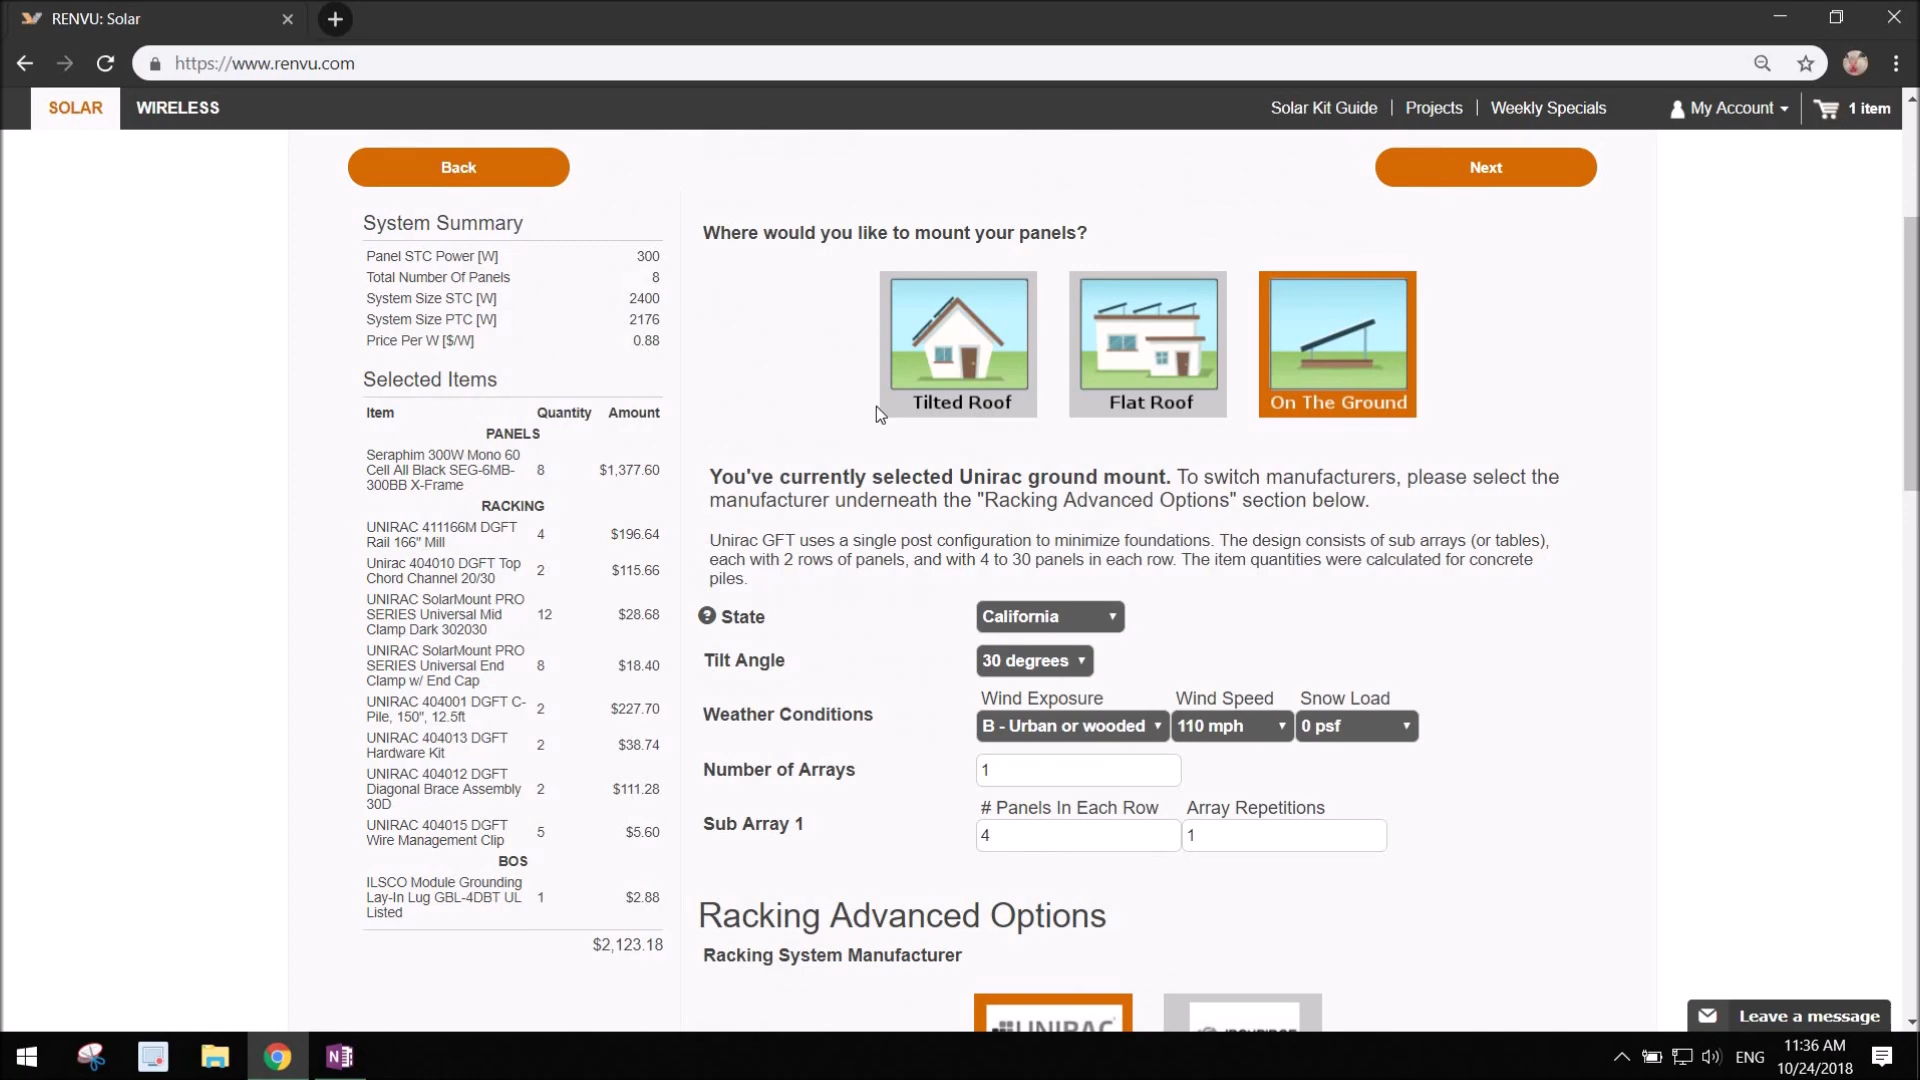 RENVU: Solar
https://www.renvu.com
SOLAR WIRELESS Solar Kit Guide | Projects | Weekly Specials My Account 1 item
Back Next
System Summary
Panel STC Power [W] 300
Total Number Of Panels 8
System Size STC [W] 2400
System Size PTC [W] 2176
Price Per W [$/W] 0.88
Selected Items
Item Quantity Amount
PANELS
Seraphim 300W Mono 60
Cell All Black SEG-6MB- 8 $1,377.60
300BB X-Frame
RACKING
UNIRAC 411166M DGFT 4 $196.64
Rail 166" Mill
Unirac 404010 DGFT Top 2 $115.66
Chord Channel 20/30
UNIRAC SolarMount PRO
SERIES Universal Mid 12 $28.68
Clamp Dark 302030
UNIRAC SolarMount PRO
SERIES Universal End 8 $18.40
Clamp w/ End Cap
UNIRAC 404001 DGFT C- 2 $227.70
Pile, 150", 12.5ft
UNIRAC 404013 DGFT 2 $38.74
Hardware Kit
UNIRAC 404012 DGFT
Diagonal Brace Assembly 2 $111.28
30D
UNIRAC 404015 DGFT 5 $5.60
Wire Management Clip
BOS
ILSCO Module Grounding
Lay-In Lug GBL-4DBT UL 1 $2.88
Listed
$2,123.18
Where would you like to mount your panels?
Tilted Roof Flat Roof On The Ground
You've currently selected Unirac ground mount. To switch manufacturers, please select the
manufacturer underneath the "Racking Advanced Options" section below.
Unirac GFT uses a single post configuration to minimize foundations. The design consists of sub arrays (or tables),
each with 2 rows of panels, and with 4 to 30 panels in each row. The item quantities were calculated for concrete
piles.
? State California
Tilt Angle 30 degrees
Wind Exposure Wind Speed Snow Load
Weather Conditions B - Urban or wooded 110 mph 0 psf
Number of Arrays 1
# Panels In Each Row Array Repetitions
Sub Array 1 4 1
Racking Advanced Options
Racking System Manufacturer
UNIRAC IRONRIDGE
Leave a message
ENG 11:36 AM
10/24/2018